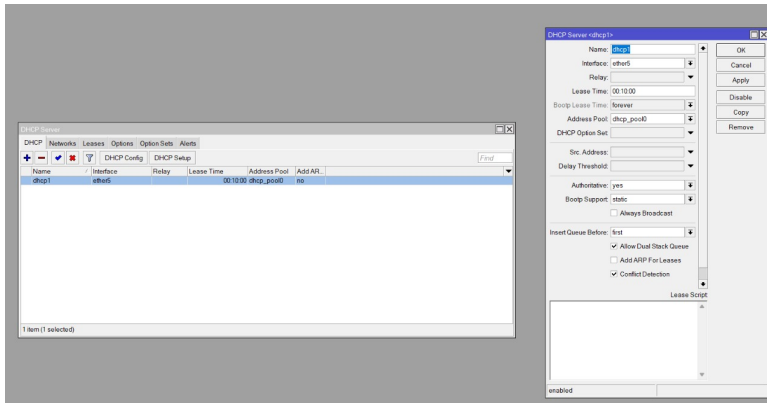 DHCP Server
DHCP Networks Leases Options Option Sets Alerts
DHCP Config DHCP Setup Find
Name Interface Relay Lease Time Address Pool Add AR...
dhcp1 ether5 00:10:00 dhcp_pool0 no
1 item (1 selected)
DHCP Server <dhcp1>
Name: dhcp1
Interface: ether5
Relay:
Lease Time: 00:10:00
Bootp Lease Time: forever
Address Pool: dhcp_pool0
DHCP Option Set:
Src. Address:
Delay Threshold:
Authoritative: yes
Bootp Support: static
Always Broadcast
Insert Queue Before: first
Allow Dual Stack Queue
Add ARP For Leases
Conflict Detection
Lease Script:
enabled
OK
Cancel
Apply
Disable
Copy
Remove